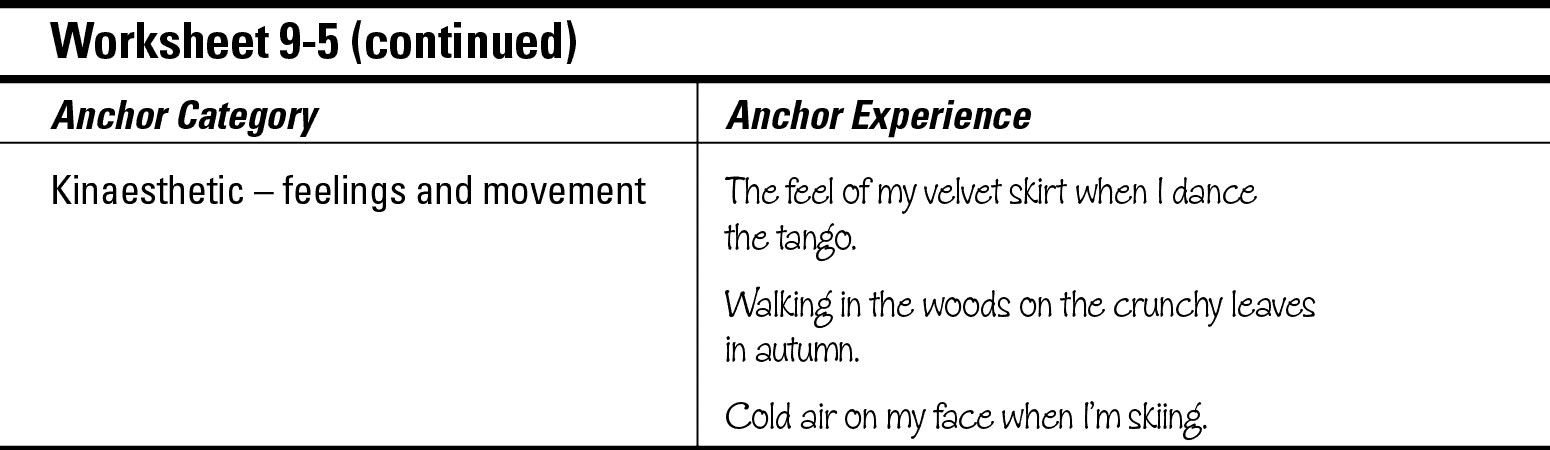 Worksheet 9-5 (continued)
Anchor Category
Anchor Experience
Kinaesthetic – feelings and movement
The feel of my velvet skirt when I dance
the tango.
Walking in the woods on the crunchy leaves
in autumn.
Cold air on my face when I'm skiing.